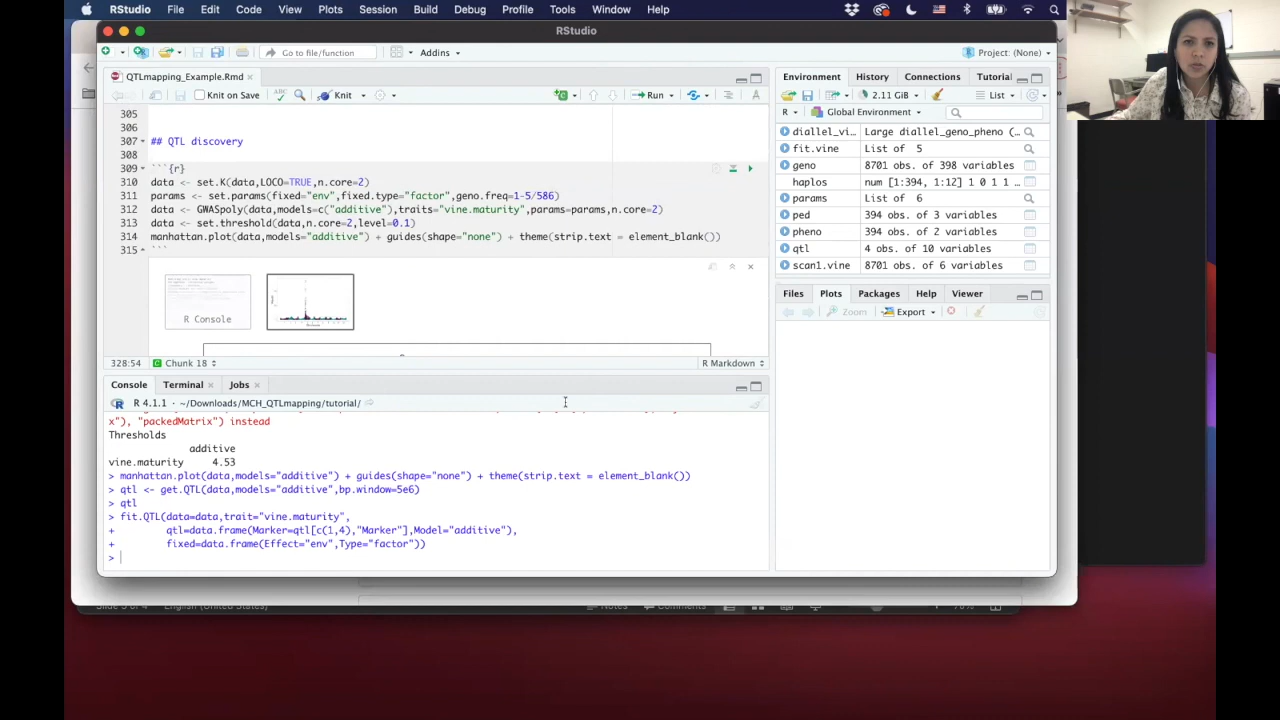 RStudio File Edit Code View Plots Session Build Debug Profile Tools Window Help
RStudio
Go to file/function Addins Project: (None)
QTLmapping_Example.Rmd
Knit on Save Knit Run
305
306
307 ## QTL discovery
308
309 ```{r}
310 data <- set.K(data,LOCO=TRUE,n.core=2)
311 params <- set.params(fixed="env",fixed.type="factor",geno.freq=1-5/586)
312 data <- GWASpoly(data,models=c("additive"),traits="vine.maturity",params=params,n.core=2)
313 data <- set.threshold(data,n.core=2,level=0.1)
314 manhattan.plot(data,models="additive") + guides(shape="none") + theme(strip.text = element_blank())
315 ```
R Console
328:54 Chunk 18 R Markdown
Console Terminal Jobs
R 4.1.1 · ~/Downloads/MCH_QTLmapping/tutorial/
x"), "packedMatrix") instead
Thresholds
additive
vine.maturity 4.53
> manhattan.plot(data,models="additive") + guides(shape="none") + theme(strip.text = element_blank())
> qtl <- get.QTL(data,models="additive",bp.window=5e6)
> qtl
> fit.QTL(data=data,trait="vine.maturity",
+ qtl=data.frame(Marker=qtl[c(1,4),"Marker"],Model="additive"),
+ fixed=data.frame(Effect="env",Type="factor"))
>
Environment History Connections Tutorial
2.11 GiB List
R Global Environment
diallel_vi… Large diallel_geno_pheno (…
fit.vine List of 5
geno 8701 obs. of 398 variables
haplos num [1:394, 1:12] 1 0 1 1 …
params List of 6
ped 394 obs. of 3 variables
pheno 394 obs. of 2 variables
qtl 4 obs. of 10 variables
scan1.vine 8701 obs. of 6 variables
Files Plots Packages Help Viewer
Zoom Export
English (United States) Notes Comments